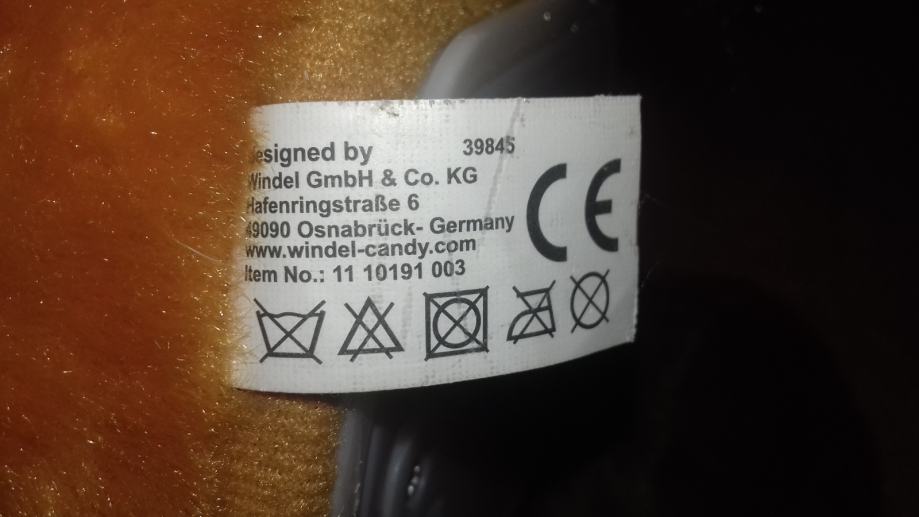 designed by 39845
Windel GmbH & Co. KG
Hafenringstraße 6
49090 Osnabrück- Germany
www.windel-candy.com
Item No.: 11 10191 003
CE